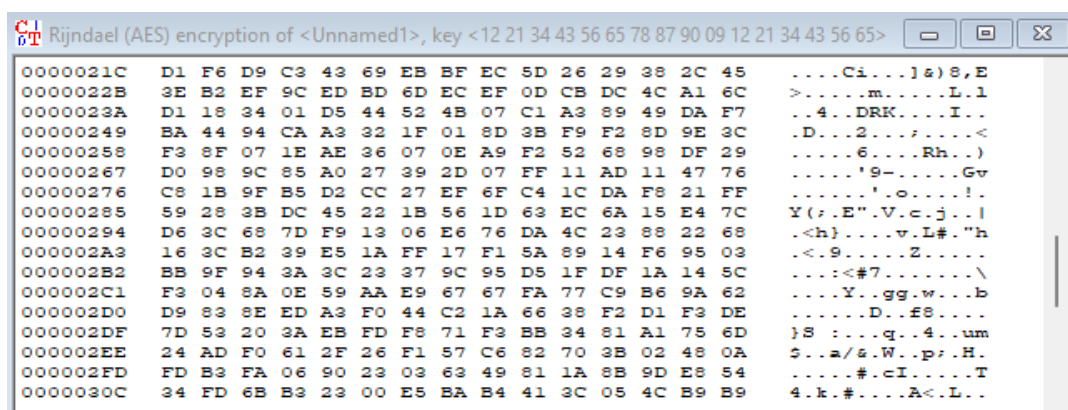 Rijndael (AES) encryption of <Unnamed1>, key <12 21 34 43 56 65 78 87 90 09 12 21 34 43 56 65>
0000021C D1 F6 D9 C3 43 69 EB BF EC 5D 26 29 38 2C 45 ....Ci...]&)8,E
0000022B 3E B2 EF 9C ED BD 6D EC EF 0D CB DC 4C A1 6C >.....m.....L.l
0000023A D1 18 34 01 D5 44 52 4B 07 C1 A3 89 49 DA F7 ..4..DRK....I..
00000249 BA 44 94 CA A3 32 1F 01 8D 3B F9 F2 8D 9E 3C .D...2...;....<
00000258 F3 8F 07 1E AE 36 07 0E A9 F2 52 68 98 DF 29 .....6....Rh..)
00000267 D0 98 9C 85 A0 27 39 2D 07 FF 11 AD 11 47 76 .....'9-.....Gv
00000276 C8 1B 9F B5 D2 CC 27 EF 6F C4 1C DA F8 21 FF ......'.o....!.
00000285 59 28 3B DC 45 22 1B 56 1D 63 EC 6A 15 E4 7C Y(;.E".V.c.j..|
00000294 D6 3C 68 7D F9 13 06 E6 76 DA 4C 23 88 22 68 .<h}....v.L#."h
000002A3 16 3C B2 39 E5 1A FF 17 F1 5A 89 14 F6 95 03 .<.9.....Z.....
000002B2 BB 9F 94 3A 3C 23 37 9C 95 D5 1F DF 1A 14 5C ...:<#7.......\
000002C1 F3 04 8A 0E 59 AA E9 67 67 FA 77 C9 B6 9A 62 ....Y..gg.w...b
000002D0 D9 83 8E ED A3 F0 44 C2 1A 66 38 F2 D1 F3 DE ......D..f8....
000002DF 7D 53 20 3A EB FD F8 71 F3 BB 34 81 A1 75 6D }S :...q..4..um
000002EE 24 AD F0 61 2F 26 F1 57 C6 82 70 3B 02 48 0A $..a/&.W..p;.H.
000002FD FD B3 FA 06 90 23 03 63 49 81 1A 8B 9D E8 54 .....#.cI.....T
0000030C 34 FD 6B B3 23 00 E5 BA B4 41 3C 05 4C B9 B9 4.k.#....A<.L..